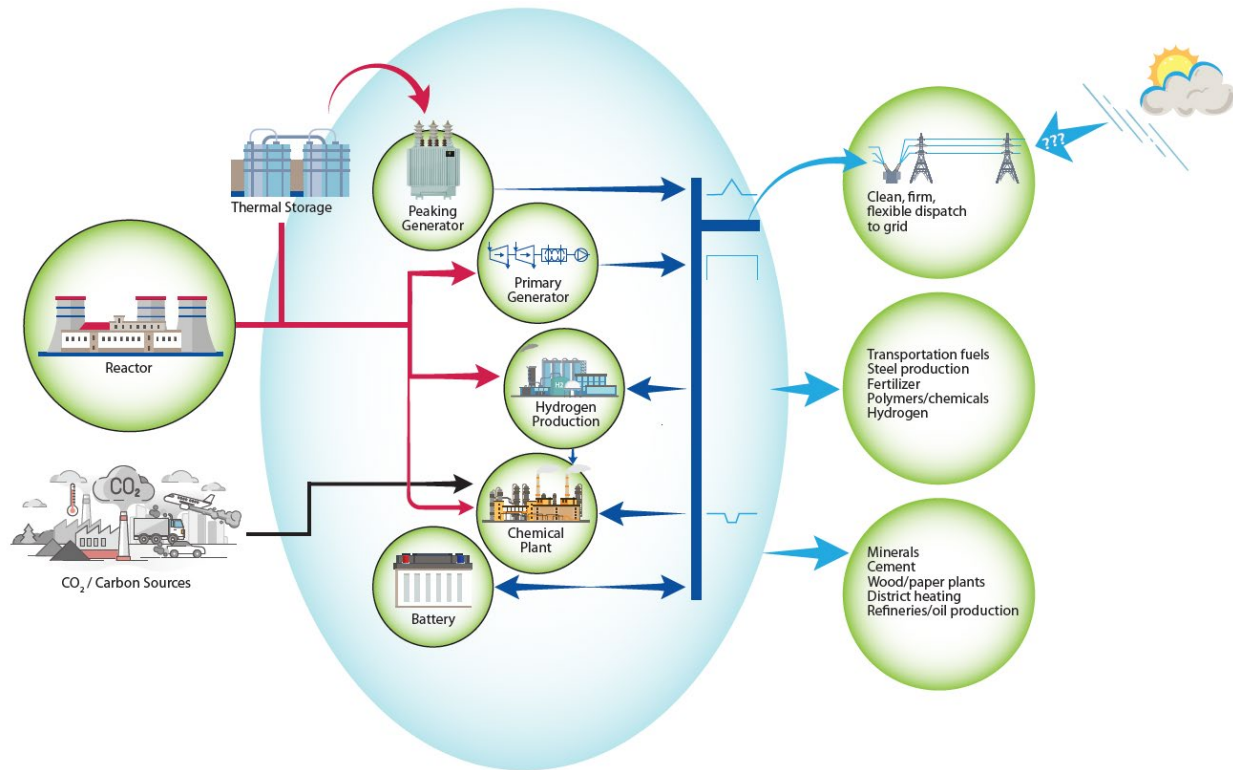 Thermal Storage
Peaking
Generator
Primary
Generator
Reactor
H2
Hydrogen
Production
CO₂
CO₂ / Carbon Sources
Chemical
Plant
Battery
???
Clean, firm,
flexible dispatch
to grid
Transportation fuels
Steel production
Fertilizer
Polymers/chemicals
Hydrogen
Minerals
Cement
Wood/paper plants
District heating
Refineries/oil production